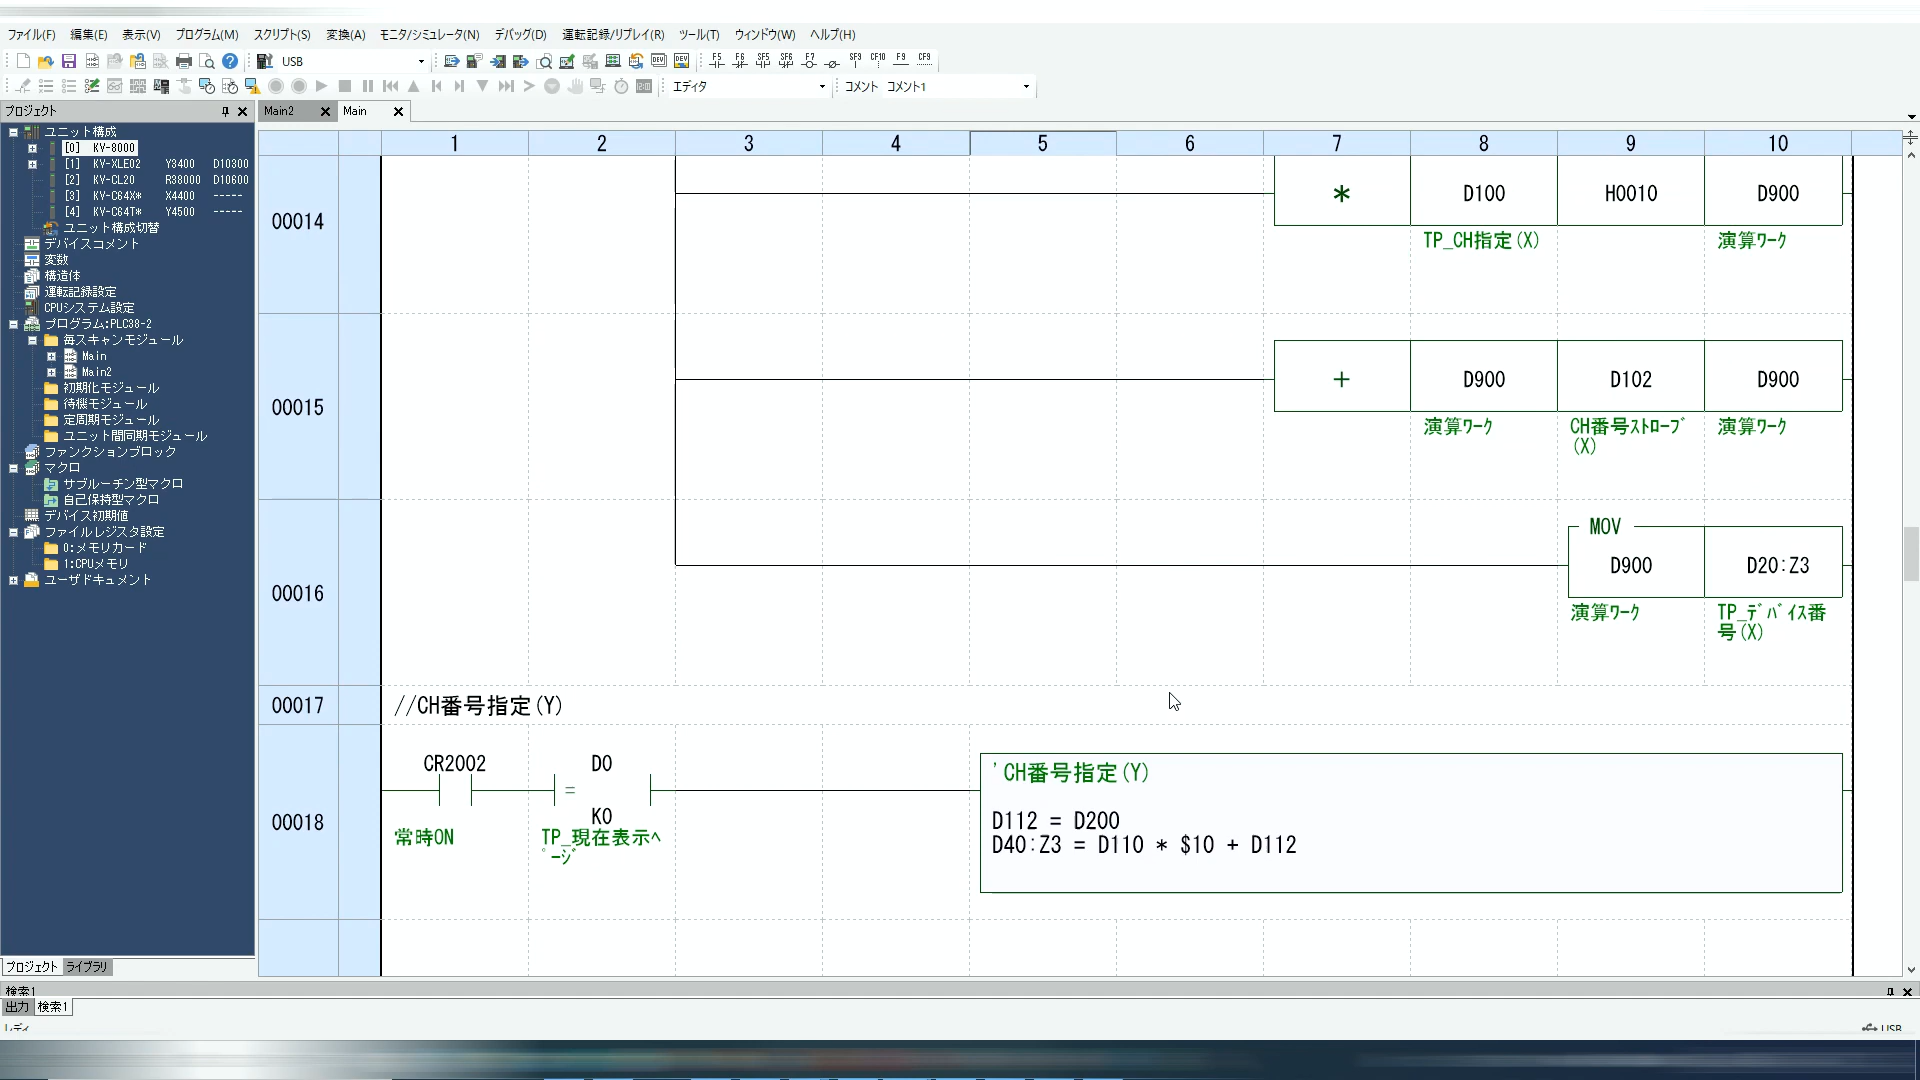 ファイル(F) 編集(E) 表示(V) プログラム(M) スクリプト(S) 変換(A) モニタ/シミュレータ(N) デバッグ(D) 運転記録/リプレイ(R) ツール(T) ウィンドウ(W) ヘルプ(H)
USB
F5 F6 SF5 SF6 F7 SF9 CF10 F9 CF9
エディタ
コメント コメント1
プロジェクト
Main2
Main
ユニット構成
[0] KV-8000
[1] KV-XLE02 Y3400 D10300
[2] KV-CL20 R38000 D10600
[3] KV-C64X* X4400 -----
[4] KV-C64T* Y4500 -----
ユニット構成切替
デバイスコメント
変数
構造体
運転記録設定
CPUシステム設定
プログラム:PLC38-2
毎スキャンモジュール
Main
Main2
初期化モジュール
待機モジュール
定周期モジュール
ユニット間同期モジュール
ファンクションブロック
マクロ
サブルーチン型マクロ
自己保持型マクロ
デバイス初期値
ファイルレジスタ設定
0:メモリカード
1:CPUメモリ
ユーザドキュメント
プロジェクト ライブラリ
1 2 3 4 5 6 7 8 9 10
00014
* D100 H0010 D900
TP_CH指定(X) 演算ﾜｰｸ
00015
+ D900 D102 D900
演算ﾜｰｸ CH番号ｽﾄﾛｰﾌﾞ(X) 演算ﾜｰｸ
00016
MOV
D900 D20:Z3
演算ﾜｰｸ TP_ﾃﾞﾊﾞｲｽ番号(X)
00017
//CH番号指定(Y)
00018
CR2002
常時ON
D0
=
K0
TP_現在表示ﾍﾟｰｼﾞ
'CH番号指定(Y)
D112 = D200
D40:Z3 = D110 * $10 + D112
検索1
出力 検索1
レディ
USB